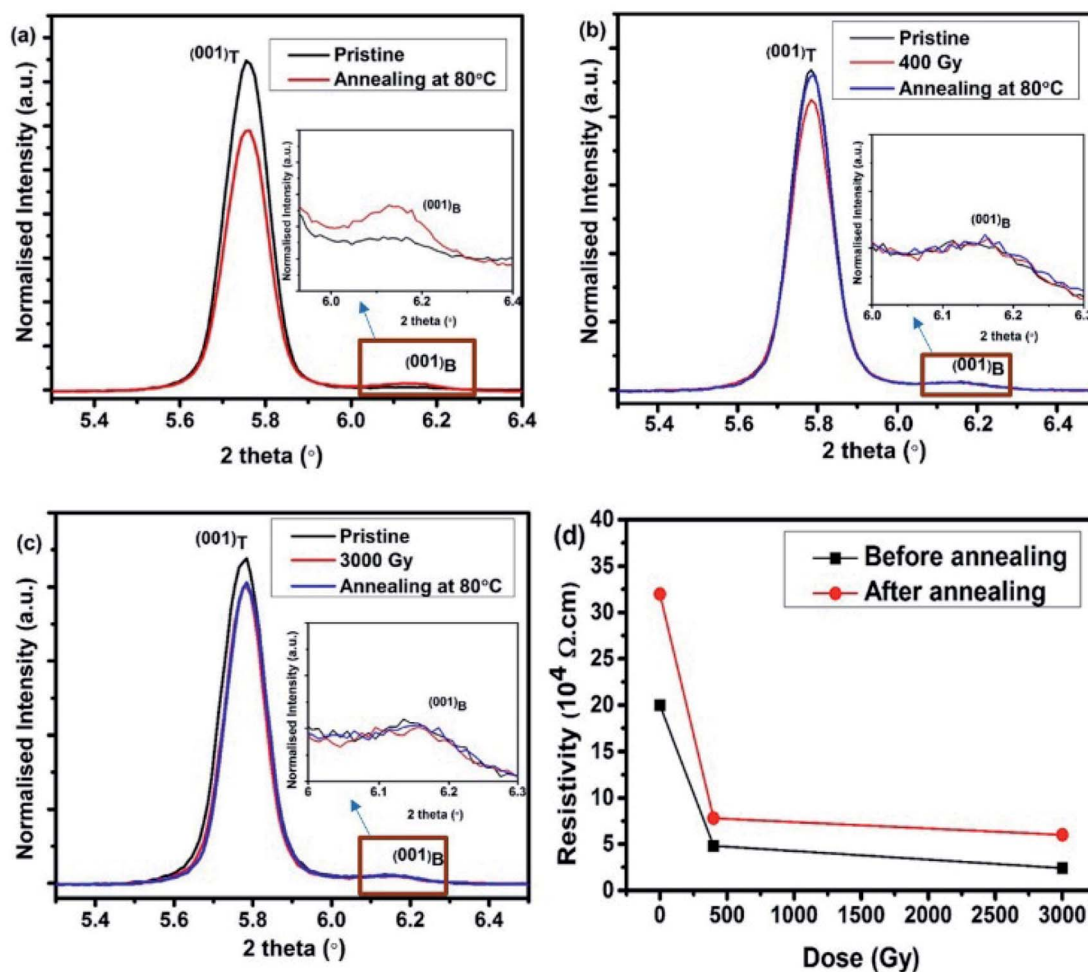 (a)
(001)T
Pristine
Annealing at 80°C
Normalised Intensity (a.u.)
Normalised Intensity (a.u.)
(001)B
6.0 6.2 6.4
2 theta (°)
(001)B
5.4 5.6 5.8 6.0 6.2 6.4
2 theta (°)
(b)
(001)T
Pristine
400 Gy
Annealing at 80°C
Normalised Intensity (a.u.)
Normalised Intensity (a.u.)
(001)B
6.0 6.1 6.2 6.3
2 theta (°)
(001)B
5.4 5.6 5.8 6.0 6.2 6.4
2 theta (°)
(c)
(001)T
Pristine
3000 Gy
Annealing at 80°C
Normalised Intensity (a.u.)
Normalised Intensity (a.u.)
(001)B
6 6.1 6.2 6.3
2 theta (°)
(001)B
5.4 5.6 5.8 6.0 6.2 6.4
2 theta (°)
(d)
Before annealing
After annealing
Resistivity (10⁴ Ω.cm)
40
35
30
25
20
15
10
5
0
0 500 1000 1500 2000 2500 3000
Dose (Gy)